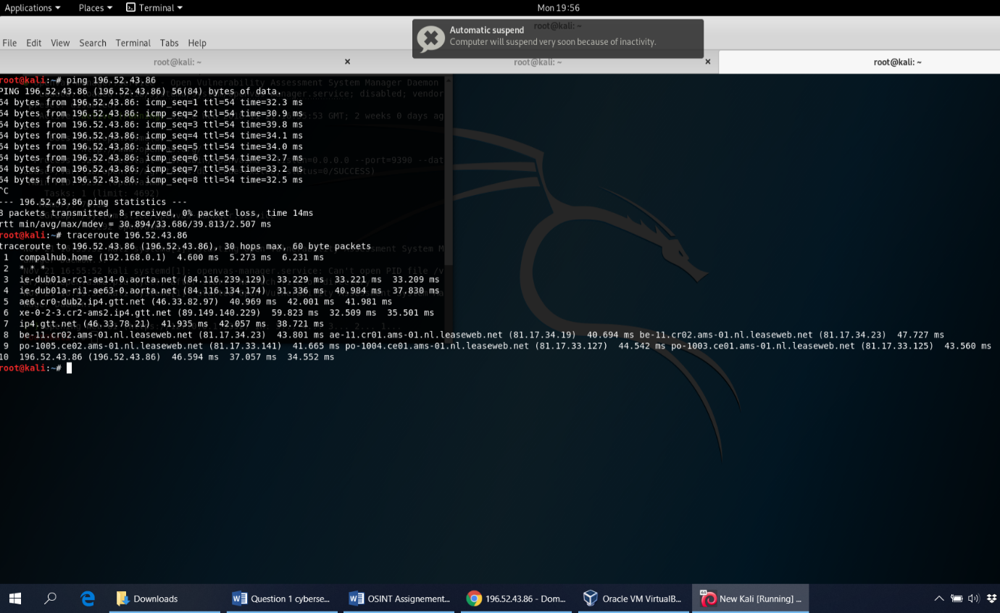 Applications Places Terminal Mon 19:56
root@kali: ~
Automatic suspend
Computer will suspend very soon because of inactivity.
File Edit View Search Terminal Tabs Help
root@kali: ~ × root@kali: ~ × root@kali: ~
root@kali:~# ping 196.52.43.86
PING 196.52.43.86 (196.52.43.86) 56(84) bytes of data.
64 bytes from 196.52.43.86: icmp_seq=1 ttl=54 time=32.3 ms
64 bytes from 196.52.43.86: icmp_seq=2 ttl=54 time=30.9 ms
64 bytes from 196.52.43.86: icmp_seq=3 ttl=54 time=39.8 ms
64 bytes from 196.52.43.86: icmp_seq=4 ttl=54 time=34.1 ms
64 bytes from 196.52.43.86: icmp_seq=5 ttl=54 time=34.0 ms
64 bytes from 196.52.43.86: icmp_seq=6 ttl=54 time=32.7 ms
64 bytes from 196.52.43.86: icmp_seq=7 ttl=54 time=33.2 ms
64 bytes from 196.52.43.86: icmp_seq=8 ttl=54 time=32.5 ms
^C
--- 196.52.43.86 ping statistics ---
8 packets transmitted, 8 received, 0% packet loss, time 14ms
rtt min/avg/max/mdev = 30.894/33.686/39.813/2.507 ms
root@kali:~# traceroute 196.52.43.86
traceroute to 196.52.43.86 (196.52.43.86), 30 hops max, 60 byte packets
1 compalhub.home (192.168.0.1) 4.600 ms 5.273 ms 6.231 ms
2 * * *
3 ie-dub01a-rc1-ae14-0.aorta.net (84.116.239.129) 33.229 ms 33.221 ms 33.209 ms
4 ie-dub01a-ri1-ae63-0.aorta.net (84.116.134.174) 31.336 ms 40.984 ms 37.830 ms
5 ae6.cr0-dub2.ip4.gtt.net (46.33.82.97) 40.969 ms 42.001 ms 41.981 ms
6 xe-0-2-3.cr2-ams2.ip4.gtt.net (89.149.140.229) 59.823 ms 32.509 ms 35.501 ms
7 ip4.gtt.net (46.33.78.21) 41.935 ms 42.057 ms 38.721 ms
8 be-11.cr02.ams-01.nl.leaseweb.net (81.17.34.23) 43.801 ms ae-11.cr01.ams-01.nl.leaseweb.net (81.17.34.19) 40.694 ms be-11.cr02.ams-01.nl.leaseweb.net (81.17.34.23) 47.727 ms
9 po-1005.ce02.ams-01.nl.leaseweb.net (81.17.33.141) 41.665 ms po-1004.ce01.ams-01.nl.leaseweb.net (81.17.33.127) 44.542 ms po-1003.ce01.ams-01.nl.leaseweb.net (81.17.33.125) 43.560 ms
10 196.52.43.86 (196.52.43.86) 46.594 ms 37.057 ms 34.552 ms
root@kali:~#
Downloads Question 1 cyberse... OSINT Assignement... 196.52.43.86 - Dom... Oracle VM VirtualB... New Kali [Running] ...